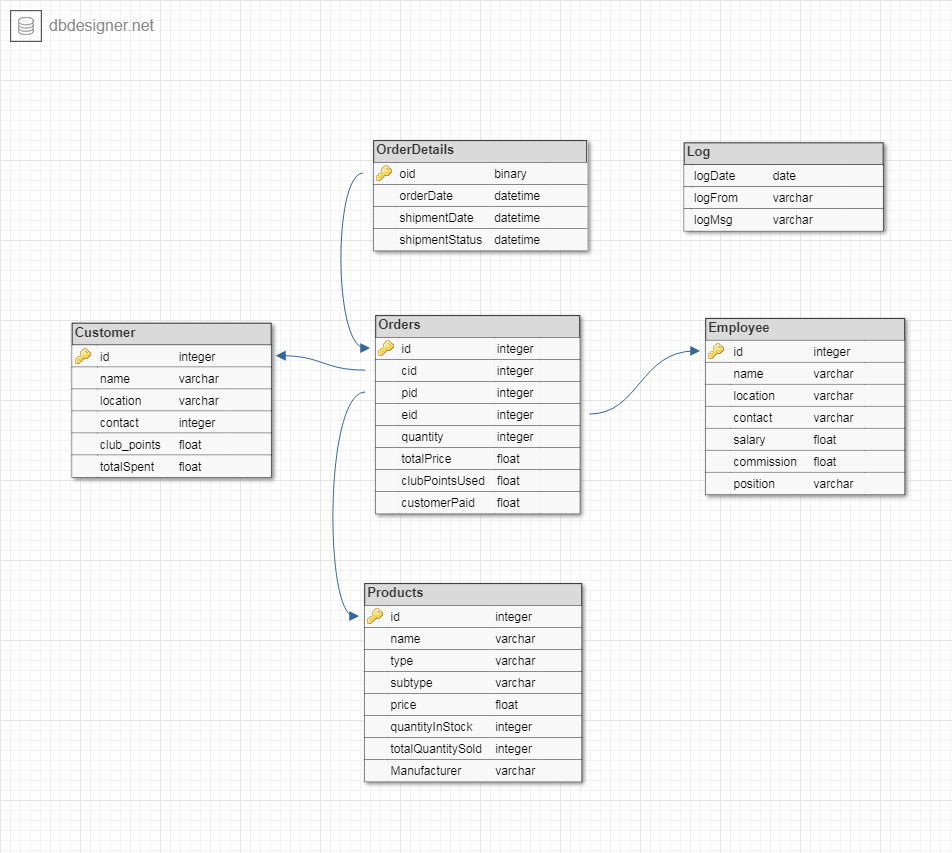 dbdesigner.net
OrderDetails
oid binary
orderDate datetime
shipmentDate datetime
shipmentStatus datetime
Log
logDate date
logFrom varchar
logMsg varchar
Customer
id integer
name varchar
location varchar
contact integer
club_points float
totalSpent float
Orders
id integer
cid integer
pid integer
eid integer
quantity integer
totalPrice float
clubPointsUsed float
customerPaid float
Employee
id integer
name varchar
location varchar
contact varchar
salary float
commission float
position varchar
Products
id integer
name varchar
type varchar
subtype varchar
price float
quantityInStock integer
totalQuantitySold integer
Manufacturer varchar